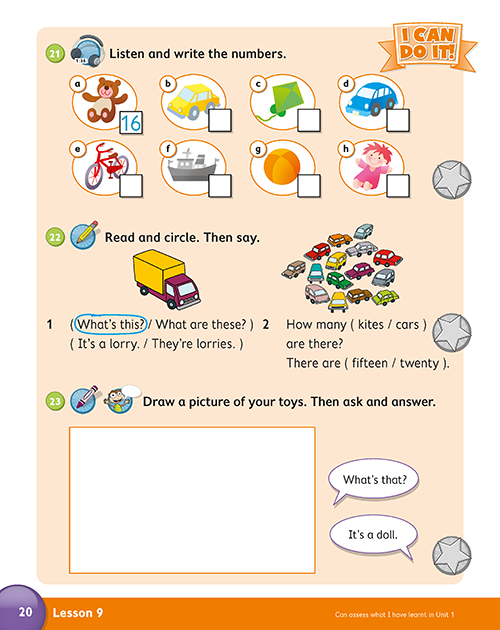 I CAN
DO IT!
21 1:36 Listen and write the numbers.
a b c d
16
e f g h
22 Read and circle. Then say.
1 ( What's this? / What are these? ) 2 How many ( kites / cars )
( It's a lorry. / They're lorries. ) are there?
There are ( fifteen / twenty ).
23 Draw a picture of your toys. Then ask and answer.
What's that?
It's a doll.
20 Lesson 9 Can assess what I have learnt in Unit 1